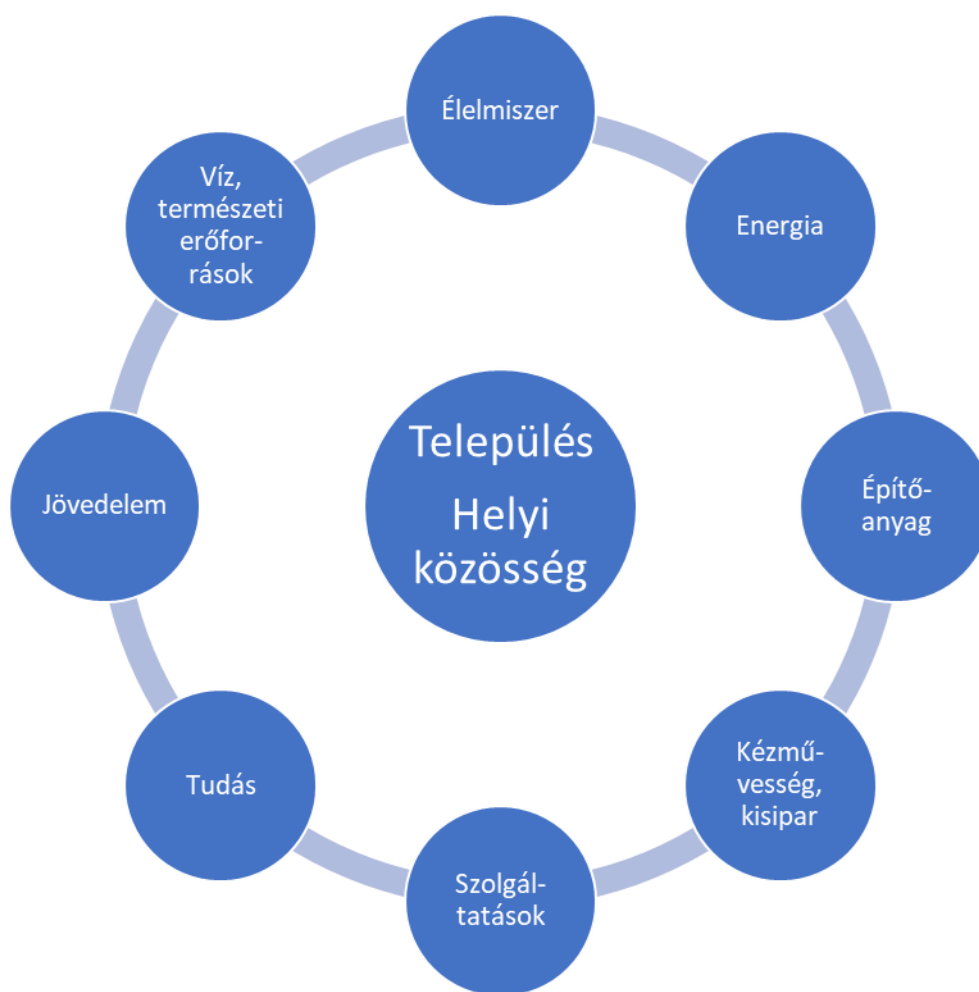 Élelmiszer
Energia
Építő-
anyag
Kézmű-
vesség,
kisipar
Szolgál-
tatások
Tudás
Jövedelem
Víz,
természeti
erőfor-
rások
Település
Helyi
közösség